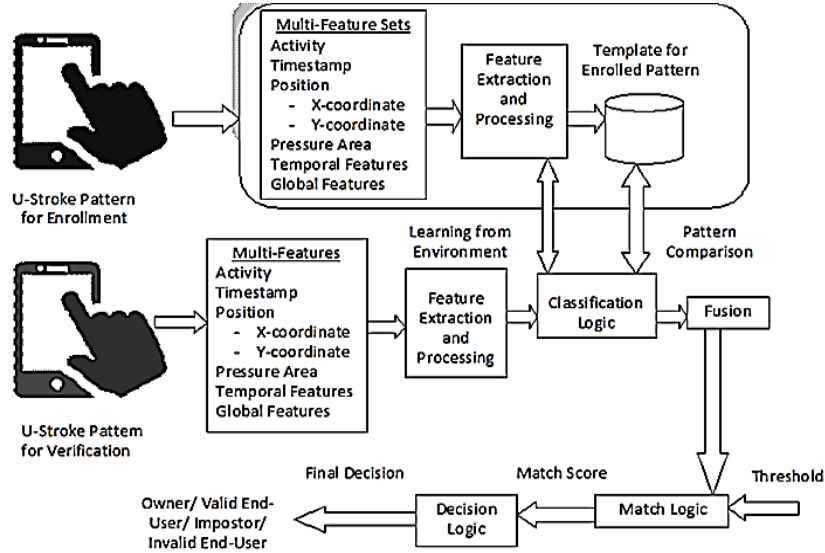 Multi-Feature Sets
Activity
Timestamp
Position
- X-coordinate
- Y-coordinate
Pressure Area
Temporal Features
Global Features
Feature
Extraction
and
Processing
Template for
Enrolled Pattern
U-Stroke Pattern
for Enrollment
Learning from
Environment
Pattern
Comparison
Multi-Features
Activity
Timestamp
Position
- X-coordinate
- Y-coordinate
Pressure Area
Temporal Features
Global Features
Feature
Extraction
and
Processing
Classification
Logic
Fusion
U-Stroke Pattern
for Verification
Final Decision
Match Score
Threshold
Owner/ Valid End-
User/ Impostor/
Invalid End-User
Decision
Logic
Match Logic